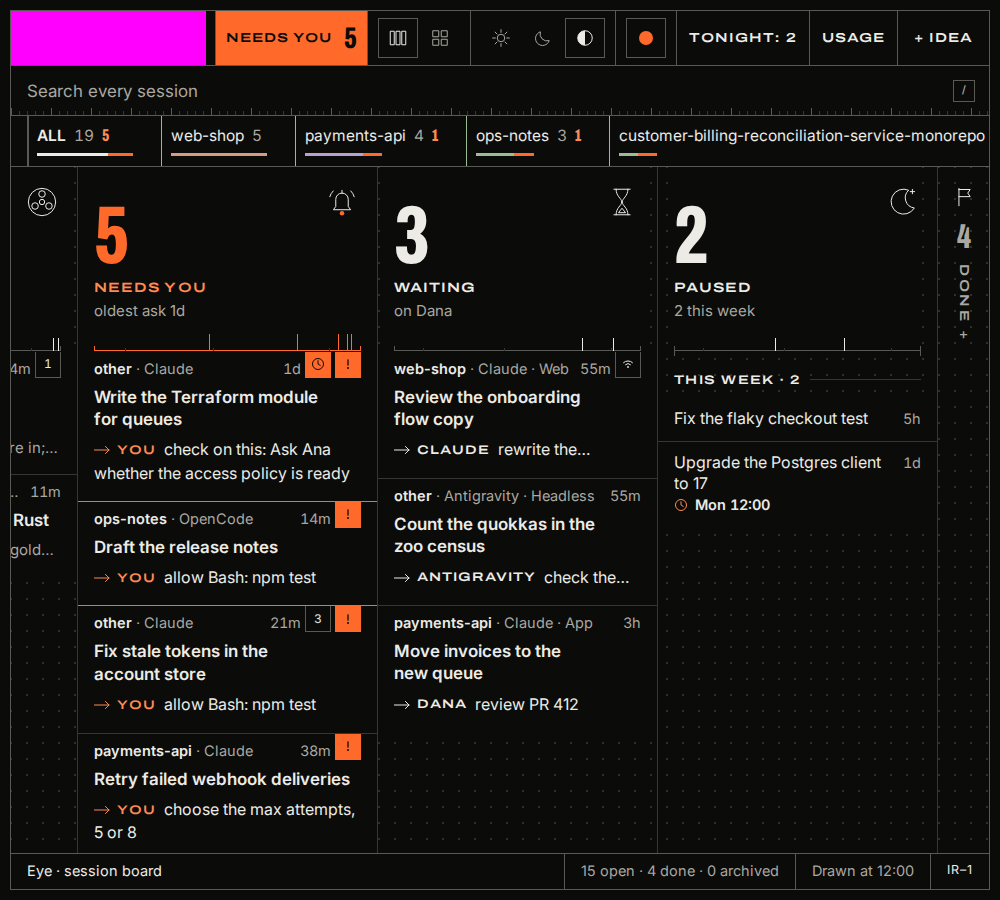 NEEDS YOU 5
TONIGHT: 2
USAGE
+ IDEA
Search every session
/
ALL 19 5
web-shop 5
payments-api 4 1
ops-notes 3 1
customer-billing-reconciliation-service-monorepo
4m 1
re in;...
.. 11m
Rust
gold...
5
NEEDS YOU
oldest ask 1d
other · Claude 1d !
Write the Terraform module
for queues
→ YOU check on this: Ask Ana
whether the access policy is ready
ops-notes · OpenCode 14m !
Draft the release notes
→ YOU allow Bash: npm test
other · Claude 21m 3 !
Fix stale tokens in the
account store
→ YOU allow Bash: npm test
payments-api · Claude 38m !
Retry failed webhook deliveries
→ YOU choose the max attempts,
5 or 8
3
WAITING
on Dana
web-shop · Claude · Web 55m
Review the onboarding
flow copy
→ CLAUDE rewrite the...
other · Antigravity · Headless 55m
Count the quokkas in the
zoo census
→ ANTIGRAVITY check the...
payments-api · Claude · App 3h
Move invoices to the
new queue
→ DANA review PR 412
2
PAUSED
2 this week
THIS WEEK · 2
Fix the flaky checkout test 5h
Upgrade the Postgres client 1d
to 17
Mon 12:00
4
DONE +
Eye · session board
15 open · 4 done · 0 archived
Drawn at 12:00
IR–1